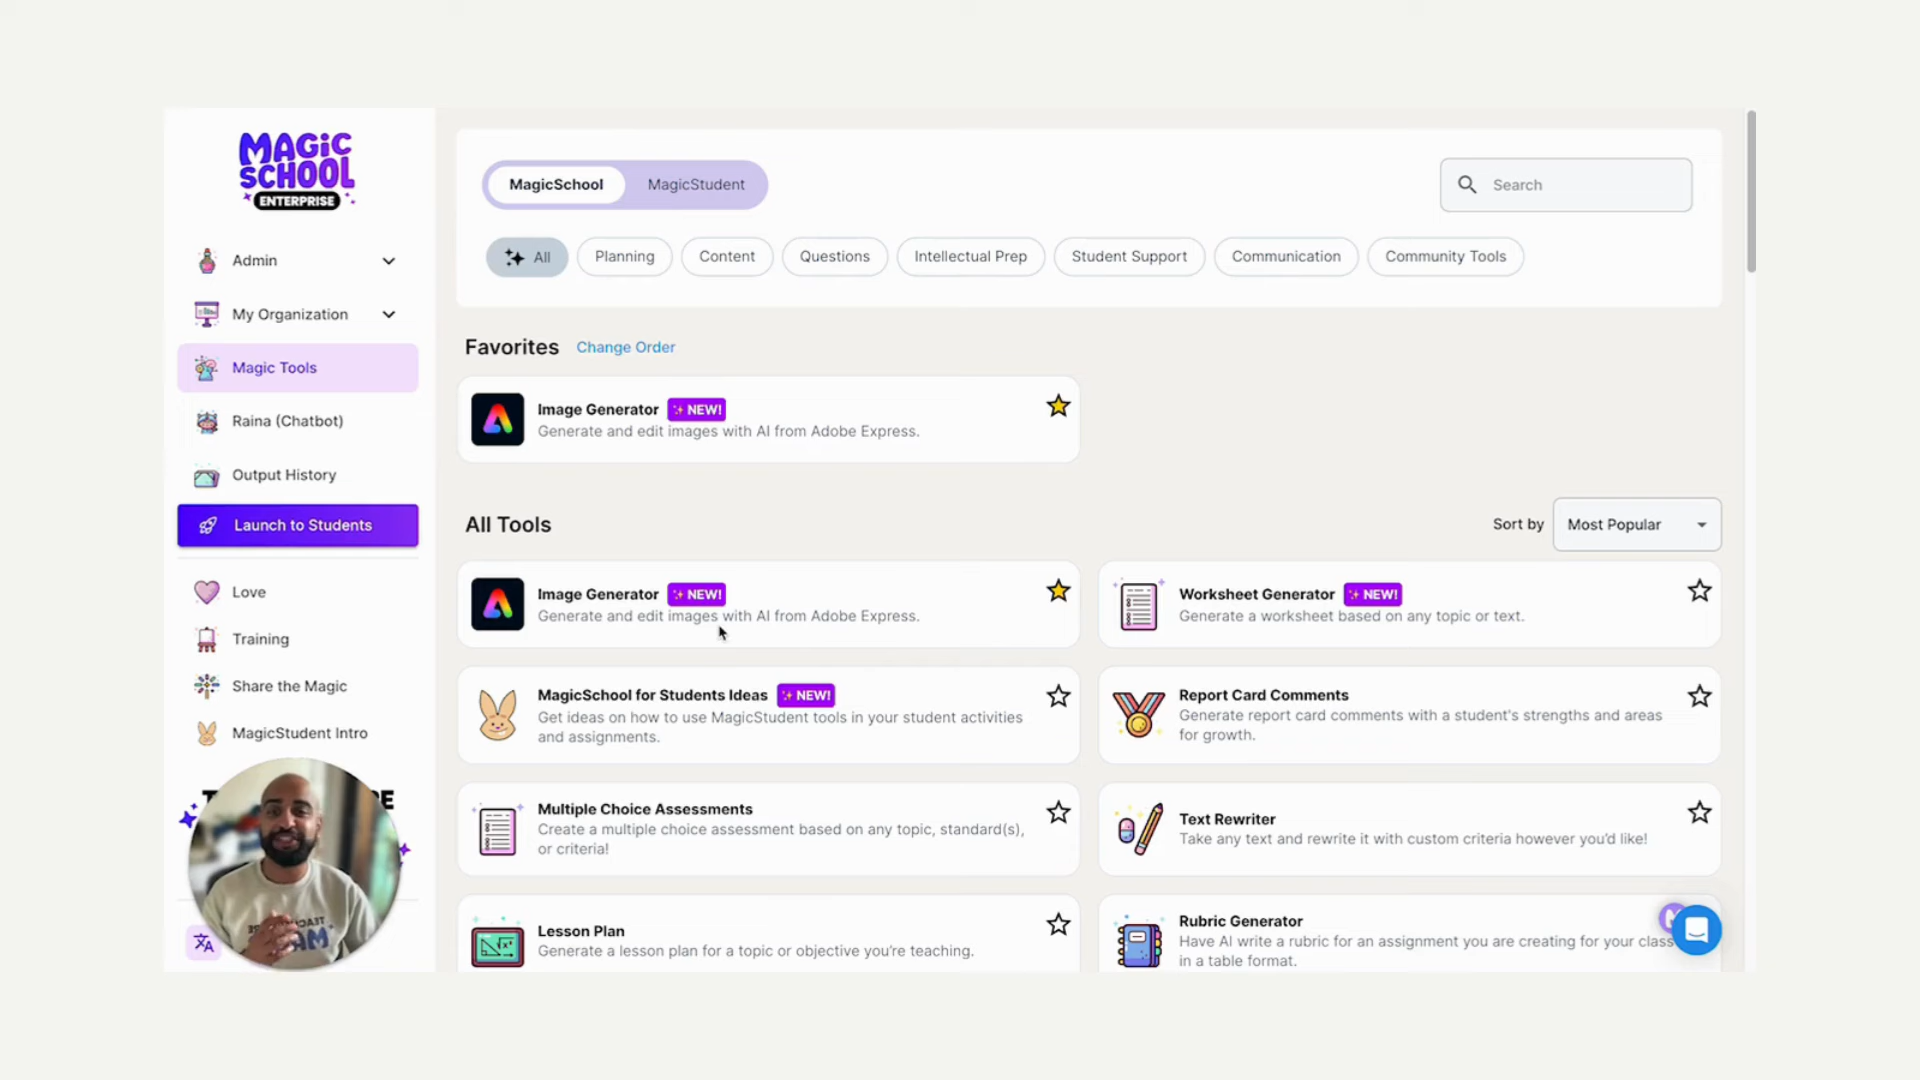 MAGIC
SCHOOL
ENTERPRISE
Admin
My Organization
Magic Tools
Raina (Chatbot)
Output History
Launch to Students
Love
Training
Share the Magic
MagicStudent Intro
MagicSchool MagicStudent
Search
All Planning Content Questions Intellectual Prep Student Support Communication Community Tools
Favorites Change Order
Image Generator NEW!
Generate and edit images with AI from Adobe Express.
All Tools
Sort by Most Popular
Image Generator NEW!
Generate and edit images with AI from Adobe Express.
Worksheet Generator NEW!
Generate a worksheet based on any topic or text.
MagicSchool for Students Ideas NEW!
Get ideas on how to use MagicStudent tools in your student activities
and assignments.
Report Card Comments
Generate report card comments with a student's strengths and areas
for growth.
Multiple Choice Assessments
Create a multiple choice assessment based on any topic, standard(s),
or criteria!
Text Rewriter
Take any text and rewrite it with custom criteria however you'd like!
Lesson Plan
Generate a lesson plan for a topic or objective you're teaching.
Rubric Generator
Have AI write a rubric for an assignment you are creating for your class
in a table format.